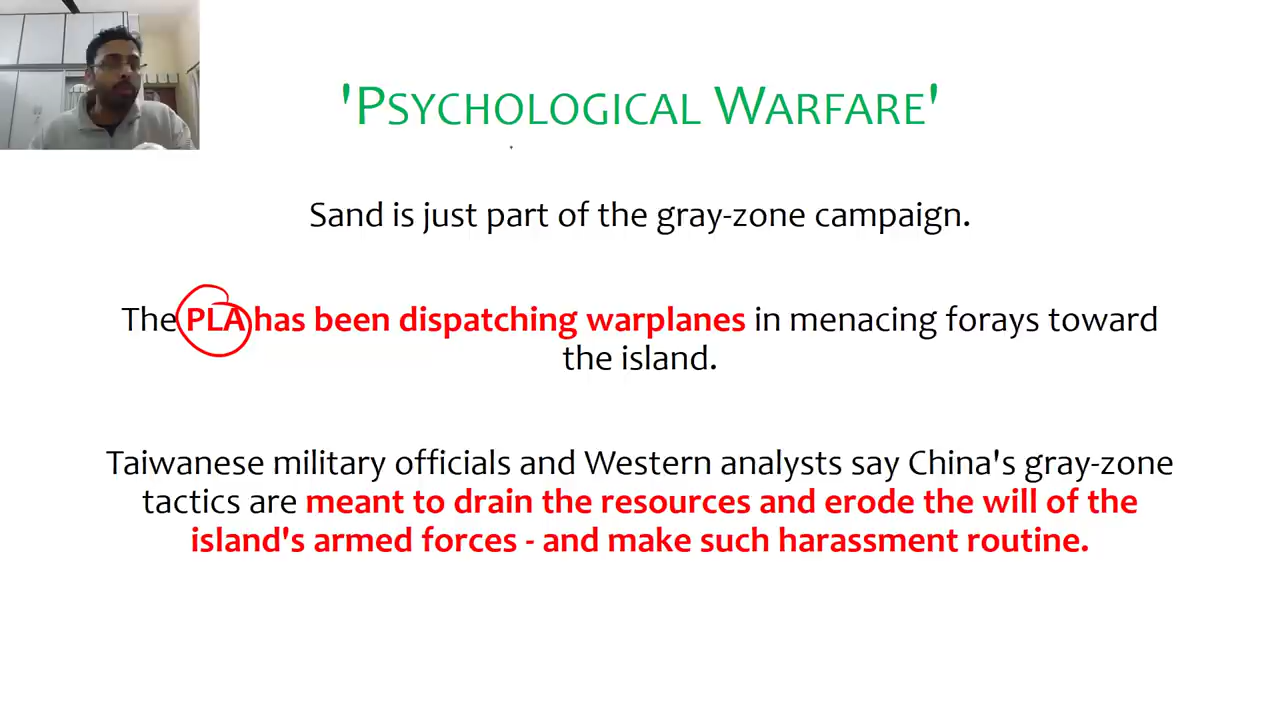 'Psychological Warfare'
Sand is just part of the gray-zone campaign.
The PLA has been dispatching warplanes in menacing forays toward
the island.
Taiwanese military officials and Western analysts say China's gray-zone
tactics are meant to drain the resources and erode the will of the
island's armed forces - and make such harassment routine.